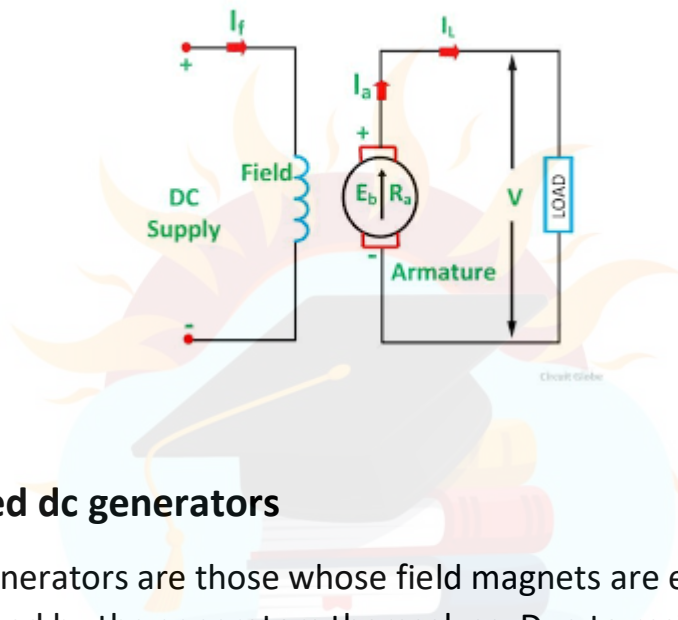 If
IL
+
Ia
+
Field
DC
Supply
Eb Ra
V
LOAD
-
Armature
-
Circuit Globe
ed dc generators
nerators are those whose field magnets are e